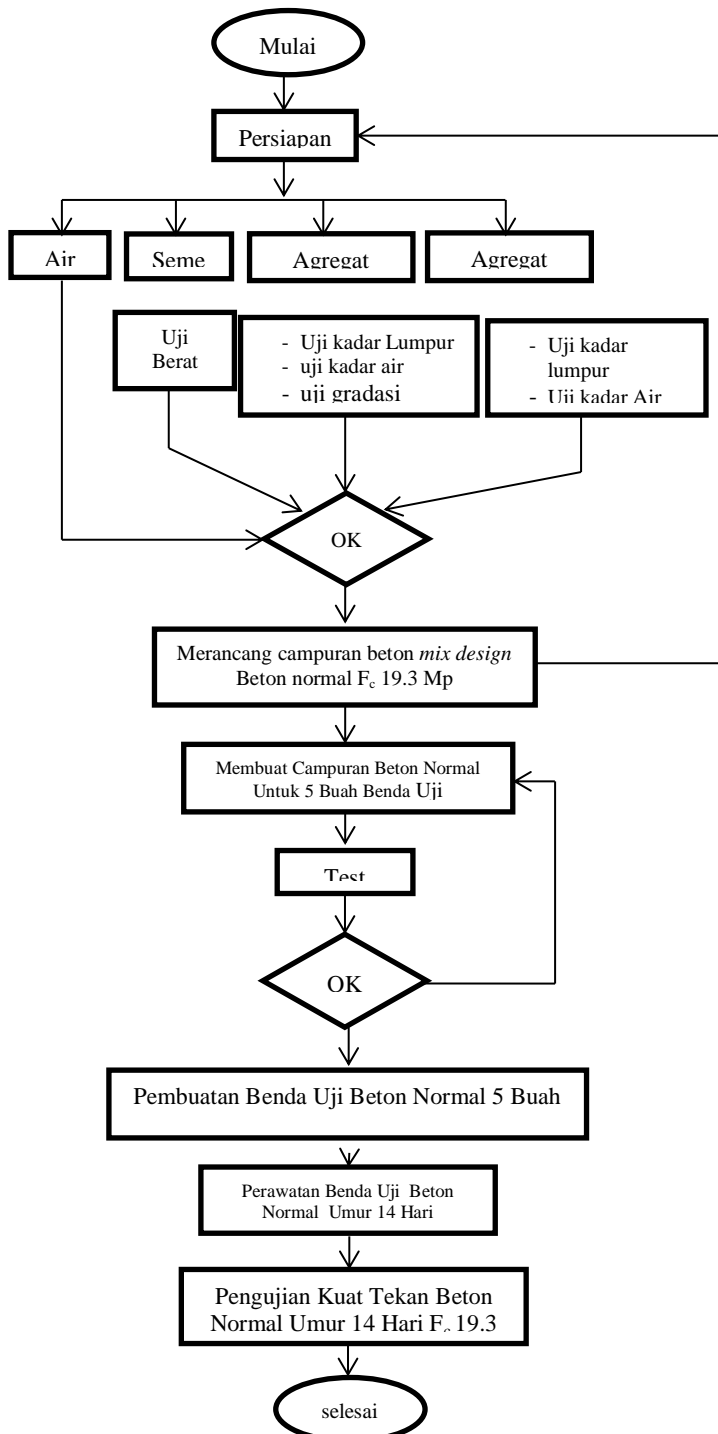 Mulai
Persiapan
Air
Seme
Agregat
Agregat
Uji
Berat
- Uji kadar Lumpur
- uji kadar air
- uji gradasi
- Uji kadar
lumpur
- Uji kadar Air
OK
Merancang campuran beton mix design
Beton normal Fc 19.3 Mp
Membuat Campuran Beton Normal
Untuk 5 Buah Benda Uji
Test
OK
Pembuatan Benda Uji Beton Normal 5 Buah
Perawatan Benda Uji Beton
Normal Umur 14 Hari
Pengujian Kuat Tekan Beton
Normal Umur 14 Hari Fc 19.3
selesai